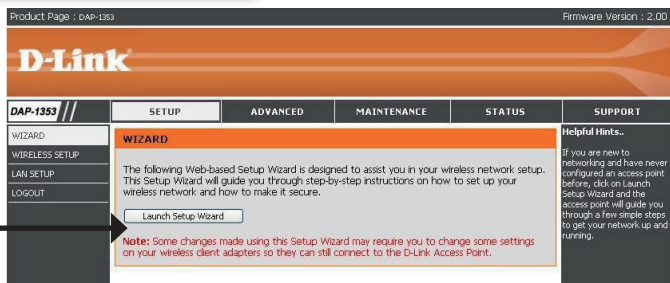 Product Page : DAP-1353
Firmware Version : 2.00
D-Link
DAP-1353
SETUP
ADVANCED
MAINTENANCE
STATUS
SUPPORT
WIZARD
WIRELESS SETUP
LAN SETUP
LOGOUT
WIZARD
The following Web-based Setup Wizard is designed to assist you in your wireless network setup.
This Setup Wizard will guide you through step-by-step instructions on how to set up your
wireless network and how to make it secure.
Launch Setup Wizard
Note: Some changes made using this Setup Wizard may require you to change some settings
on your wireless client adapters so they can still connect to the D-Link Access Point.
Helpful Hints..
If you are new to
networking and have never
configured an access point
before, click on Launch
Setup Wizard and the
access point will guide you
through a few simple steps
to get your network up and
running.